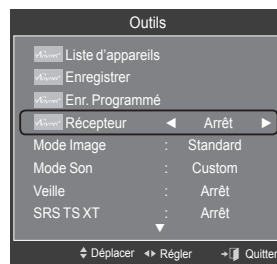 Outils
Liste d'appareils
Enregistrer
Enr. Programmé
Récepteur ◄ Arrêt ►
Mode Image : Standard
Mode Son : Custom
Veille : Arrêt
SRS TS XT : Arrêt
▼
Déplacer Régler Quitter